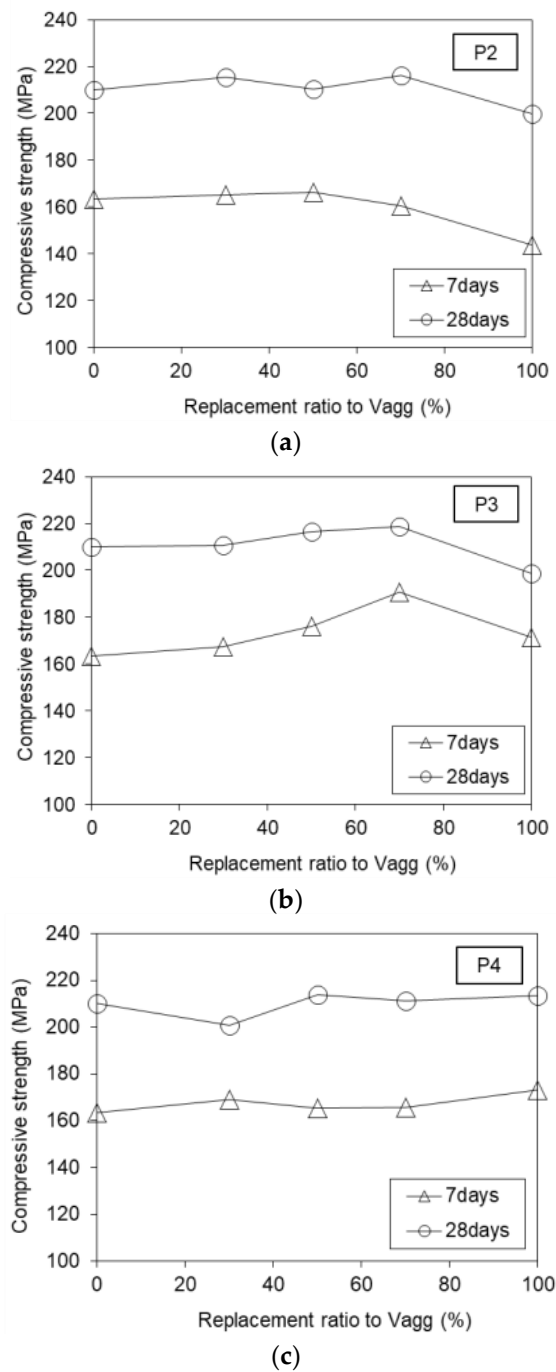 240
P2
220
200
180
160
140
120
100
Compressive strength (MPa)
7days
28days
0 20 40 60 80 100
Replacement ratio to Vagg (%)
(a)
240
P3
220
200
180
160
140
120
100
Compressive strength (MPa)
7days
28days
0 20 40 60 80 100
Replacement ratio to Vagg (%)
(b)
240
P4
220
200
180
160
140
120
100
Compressive strength (MPa)
7days
28days
0 20 40 60 80 100
Replacement ratio to Vagg (%)
(c)